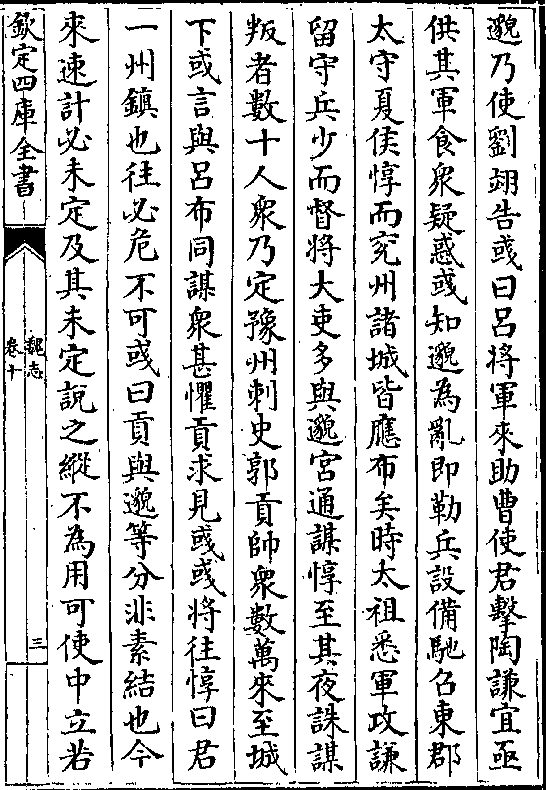 邈乃使劉翊告彧曰呂將軍來助曹使君擊陶謙宜亟
供其軍食衆疑惑彧知邈為亂即勒兵設備馳召東郡
太守夏侯惇而兖州諸城皆應布矣時太祖悉軍攻謙
留守兵少而督將大吏多與邈宮通謀惇至其夜誅謀
叛者數十人衆乃定豫州刺史郭貢帥衆數萬來至城
下或言與呂布同謀衆甚懼貢求見彧彧將往惇曰君
一州鎮也往必危不可彧曰貢與邈等分非素結也今
來速計必未定及其未定說之縱不為用可使中立若
欽定四庫全書
魏志
卷十
三